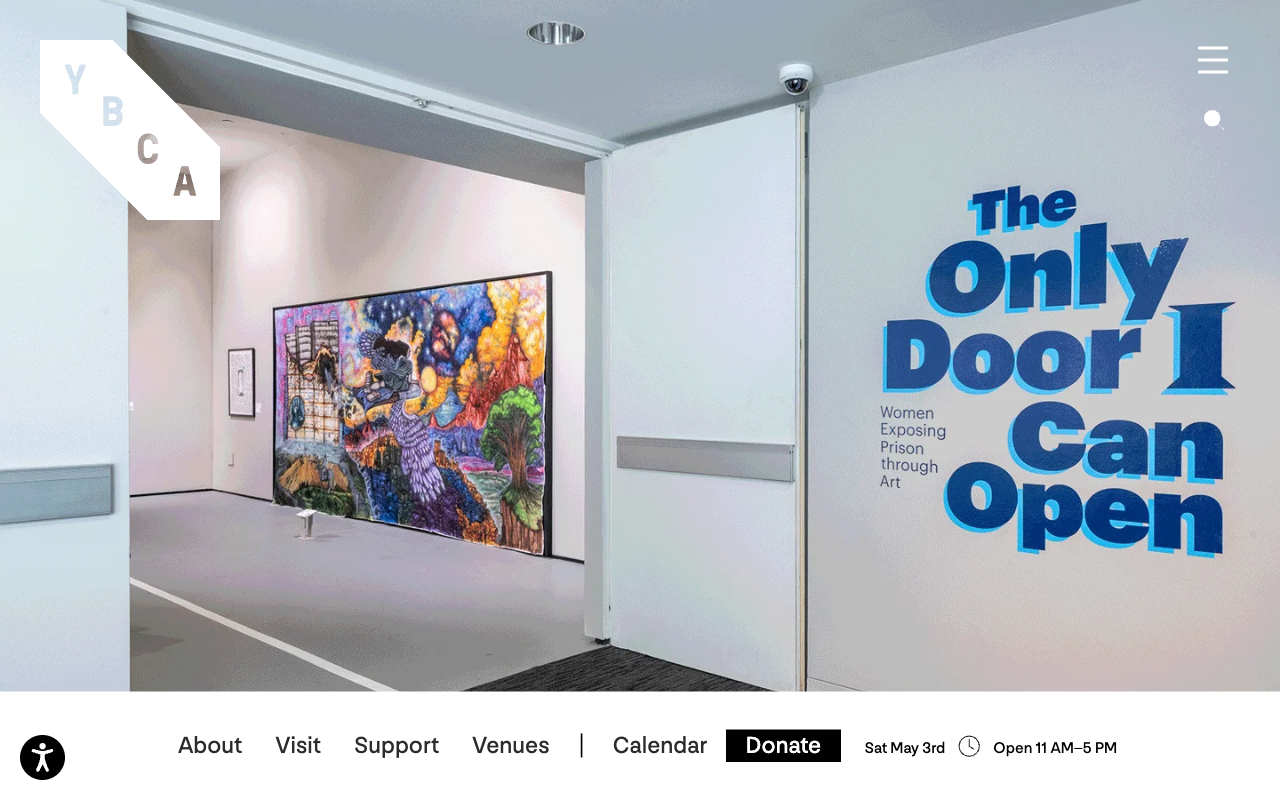 Y
B
C
A
The
Only
Door I
Can
Open
Women
Exposing
Prison
through
Art
About Visit Support Venues | Calendar Donate Sat May 3rd Open 11 AM–5 PM